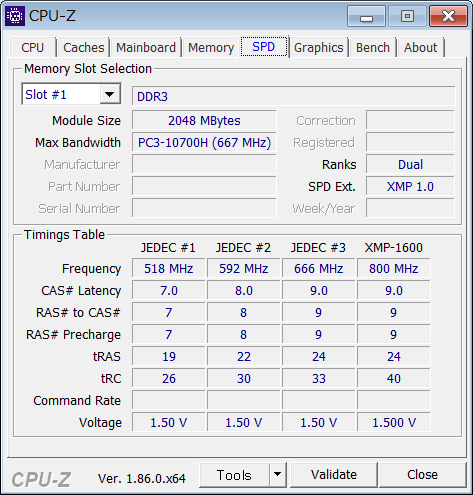 CPU-Z
CPU Caches Mainboard Memory SPD Graphics Bench About
Memory Slot Selection
Slot #1 DDR3
Module Size 2048 MBytes Correction
Max Bandwidth PC3-10700H (667 MHz) Registered
Manufacturer Ranks Dual
Part Number SPD Ext. XMP 1.0
Serial Number Week/Year
Timings Table
JEDEC #1 JEDEC #2 JEDEC #3 XMP-1600
Frequency 518 MHz 592 MHz 666 MHz 800 MHz
CAS# Latency 7.0 8.0 9.0 9.0
RAS# to CAS# 7 8 9 9
RAS# Precharge 7 8 9 9
tRAS 19 22 24 24
tRC 26 30 33 40
Command Rate
Voltage 1.50 V 1.50 V 1.50 V 1.500 V
CPU-Z Ver. 1.86.0.x64 Tools Validate Close